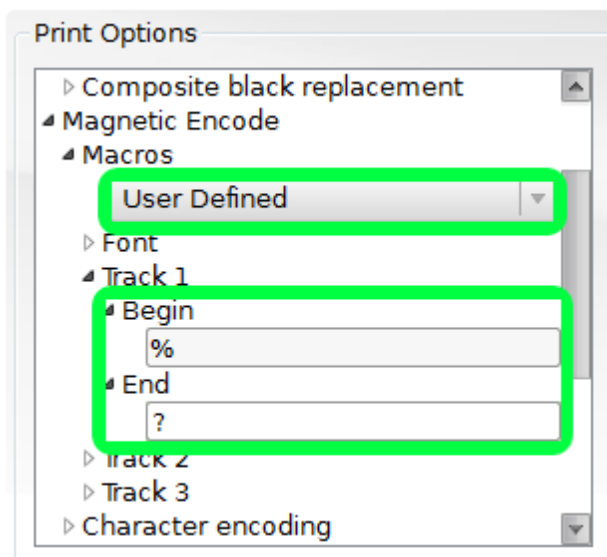 Print Options
Composite black replacement
Magnetic Encode
Macros
User Defined
Font
Track 1
Begin
%
End
?
Track 2
Track 3
Character encoding